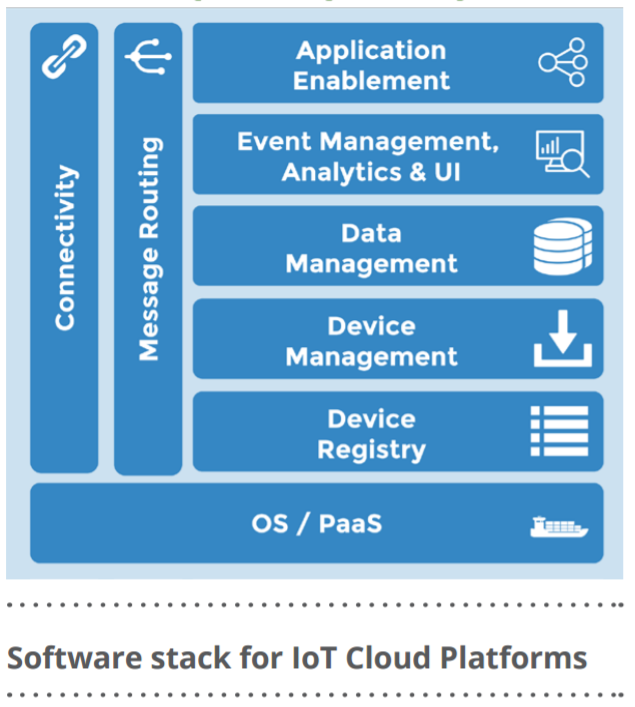 Connectivity
Message Routing
Application
Enablement
Event Management,
Analytics & UI
Data
Management
Device
Management
Device
Registry
OS / PaaS
Software stack for IoT Cloud Platforms